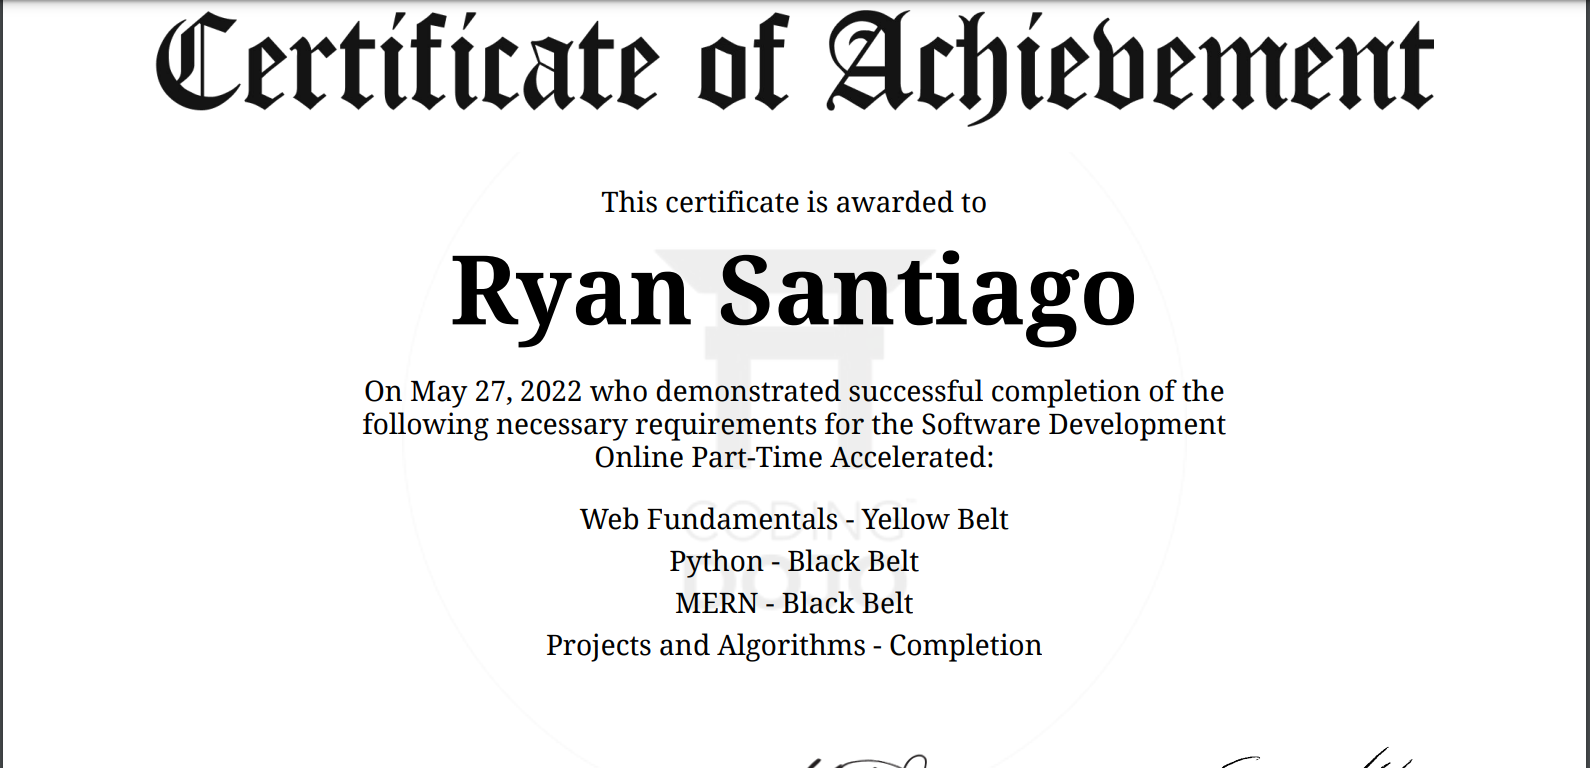 Certificate of Achievement
This certificate is awarded to
Ryan Santiago
On May 27, 2022 who demonstrated successful completion of the
following necessary requirements for the Software Development
Online Part-Time Accelerated:
Web Fundamentals - Yellow Belt
CODING
Python - Black Belt
DOJO
MERN - Black Belt
Projects and Algorithms - Completion